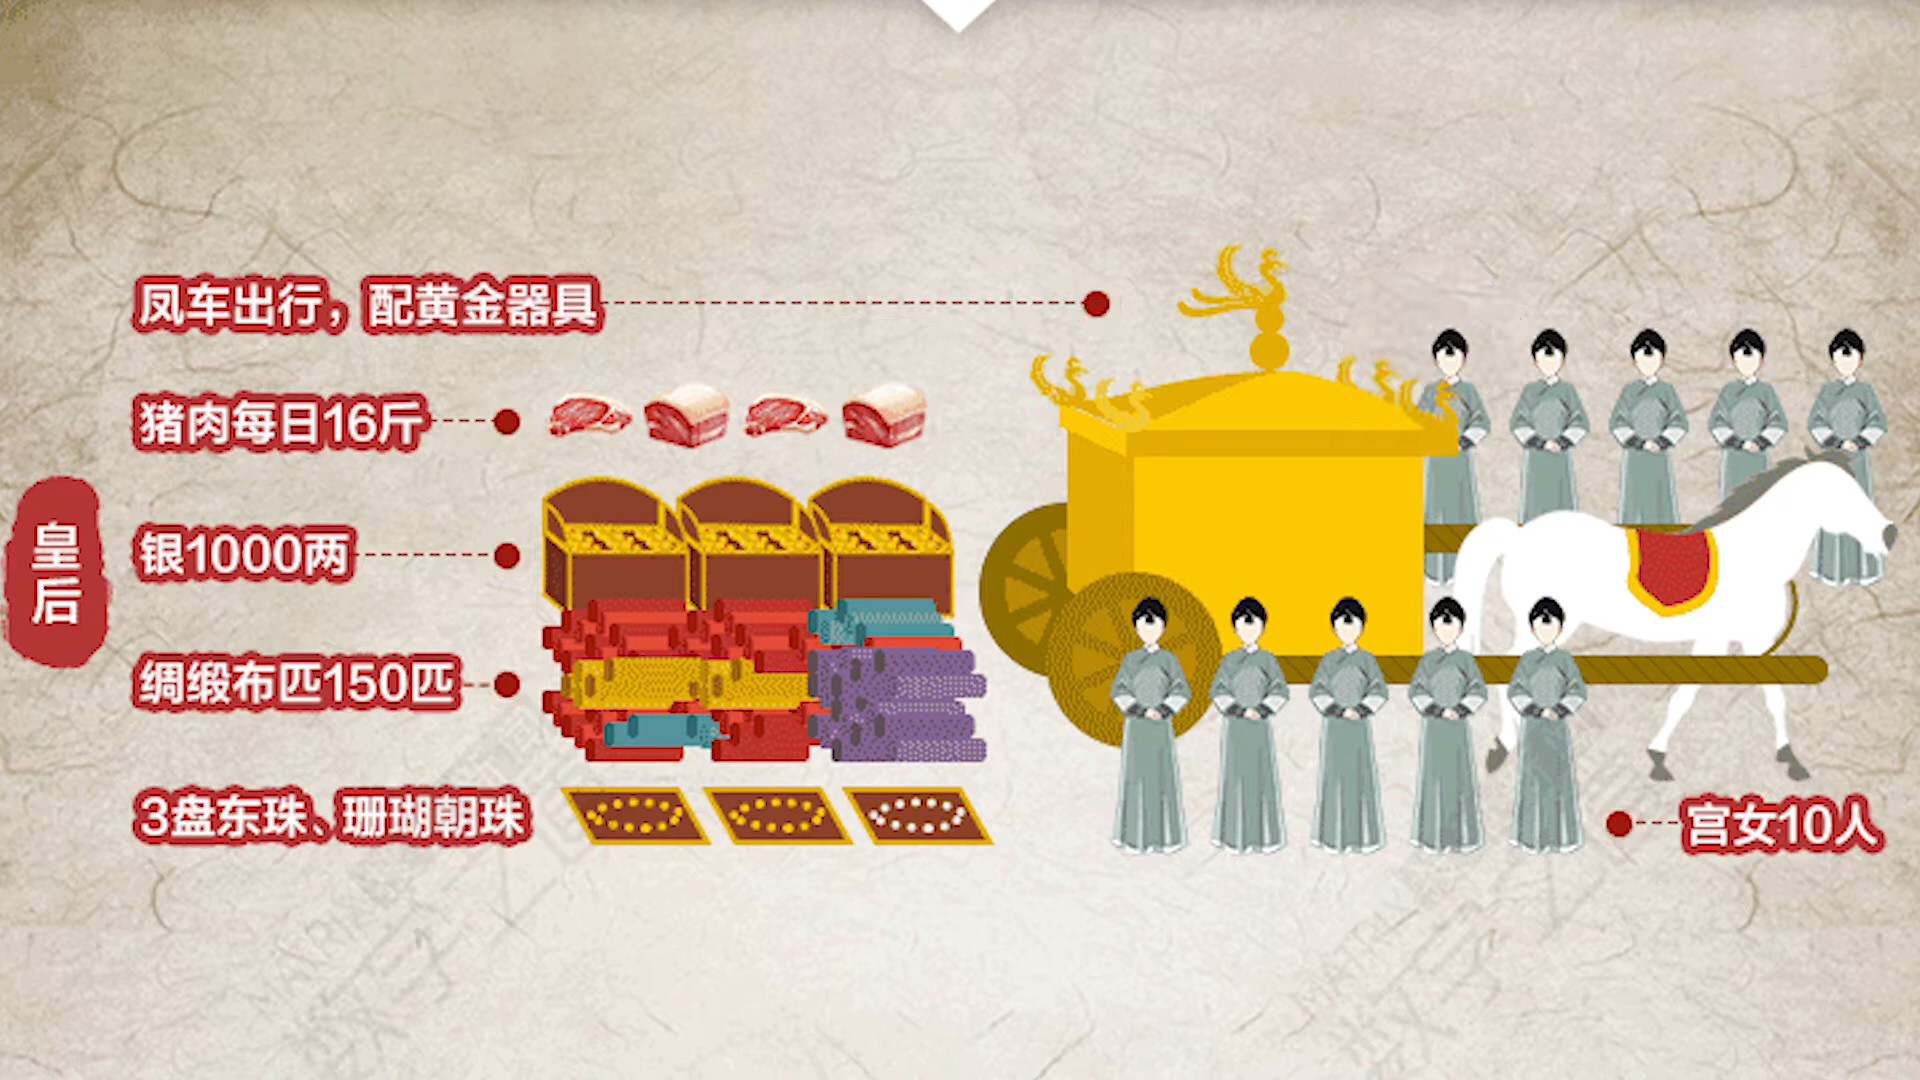 凤车出行，配黄金器具
猪肉每日16斤
皇后
银1000两
绸缎布匹150匹
3盘东珠、珊瑚朝珠
宫女10人